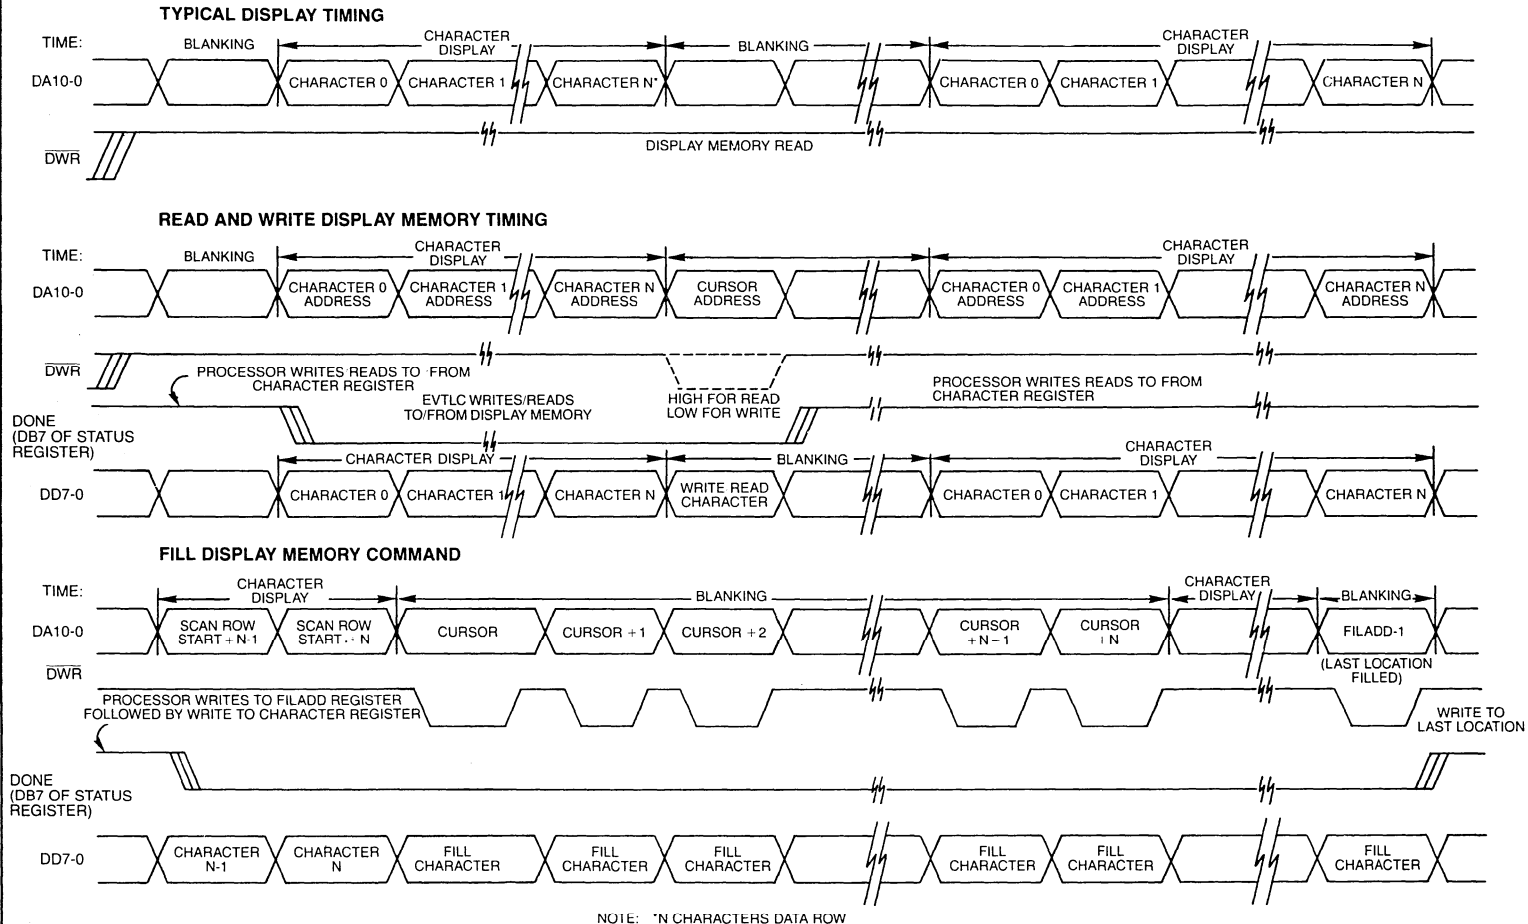 TYPICAL DISPLAY TIMING
TIME:
BLANKING
CHARACTER
DISPLAY
BLANKING
CHARACTER
DISPLAY
DA10-0
CHARACTER 0
CHARACTER 1
CHARACTER N*
CHARACTER 0
CHARACTER 1
CHARACTER N
DWR
DISPLAY MEMORY READ
READ AND WRITE DISPLAY MEMORY TIMING
TIME:
BLANKING
CHARACTER
DISPLAY
CHARACTER
DISPLAY
DA10-0
CHARACTER 0
ADDRESS
CHARACTER 1
ADDRESS
CHARACTER N
ADDRESS
CURSOR
ADDRESS
CHARACTER 0
ADDRESS
CHARACTER 1
ADDRESS
CHARACTER N
ADDRESS
DWR
PROCESSOR WRITES READS TO FROM
CHARACTER REGISTER
HIGH FOR READ
LOW FOR WRITE
PROCESSOR WRITES READS TO FROM
CHARACTER REGISTER
EVTLC WRITES/READS
TO/FROM DISPLAY MEMORY
DONE
(DB7 OF STATUS
REGISTER)
CHARACTER DISPLAY
BLANKING
CHARACTER
DISPLAY
DD7-0
CHARACTER 0
CHARACTER 1
CHARACTER N
WRITE READ
CHARACTER
CHARACTER 0
CHARACTER 1
CHARACTER N
FILL DISPLAY MEMORY COMMAND
TIME:
CHARACTER
DISPLAY
BLANKING
CHARACTER
DISPLAY
BLANKING
DA10-0
SCAN ROW
START + N-1
SCAN ROW
START + N
CURSOR
CURSOR +1
CURSOR +2
CURSOR
+N-1
CURSOR
+N
FILADD-1
(LAST LOCATION
FILLED)
DWR
PROCESSOR WRITES TO FILADD REGISTER
FOLLOWED BY WRITE TO CHARACTER REGISTER
WRITE TO
LAST LOCATION
DONE
(DB7 OF STATUS
REGISTER)
DD7-0
CHARACTER
N-1
CHARACTER
N
FILL
CHARACTER
FILL
CHARACTER
FILL
CHARACTER
FILL
CHARACTER
FILL
CHARACTER
FILL
CHARACTER
NOTE: *N CHARACTERS DATA ROW